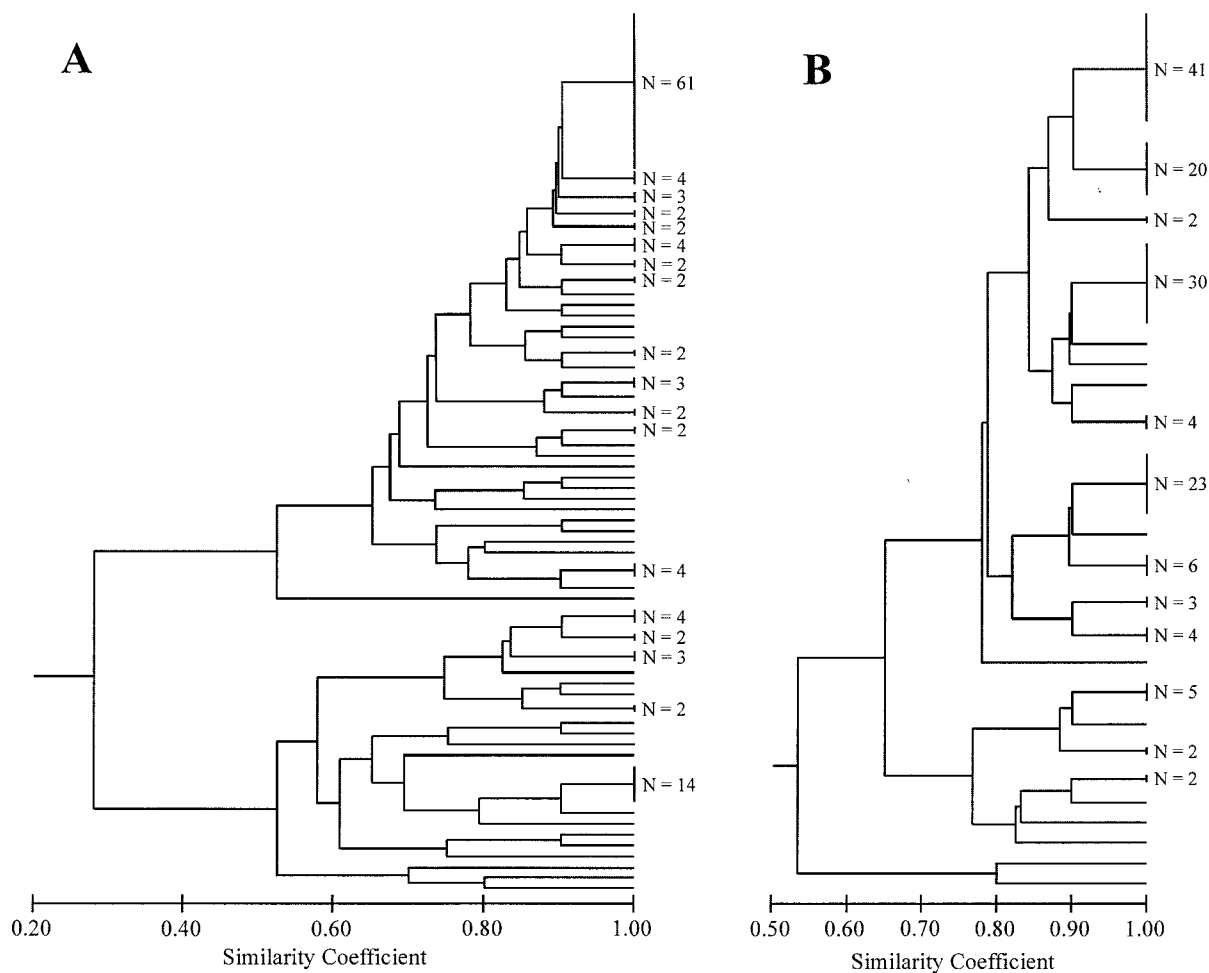 A
N = 61
N = 4
N = 3
N = 2
N = 2
N = 4
N = 2
N = 2
N = 2
N = 3
N = 2
N = 2
N = 4
N = 4
N = 2
N = 3
N = 2
N = 14
0.20 0.40 0.60 0.80 1.00
Similarity Coefficient
B
N = 41
N = 20
N = 2
N = 30
N = 4
N = 23
N = 6
N = 3
N = 4
N = 5
N = 2
N = 2
0.50 0.60 0.70 0.80 0.90 1.00
Similarity Coefficient